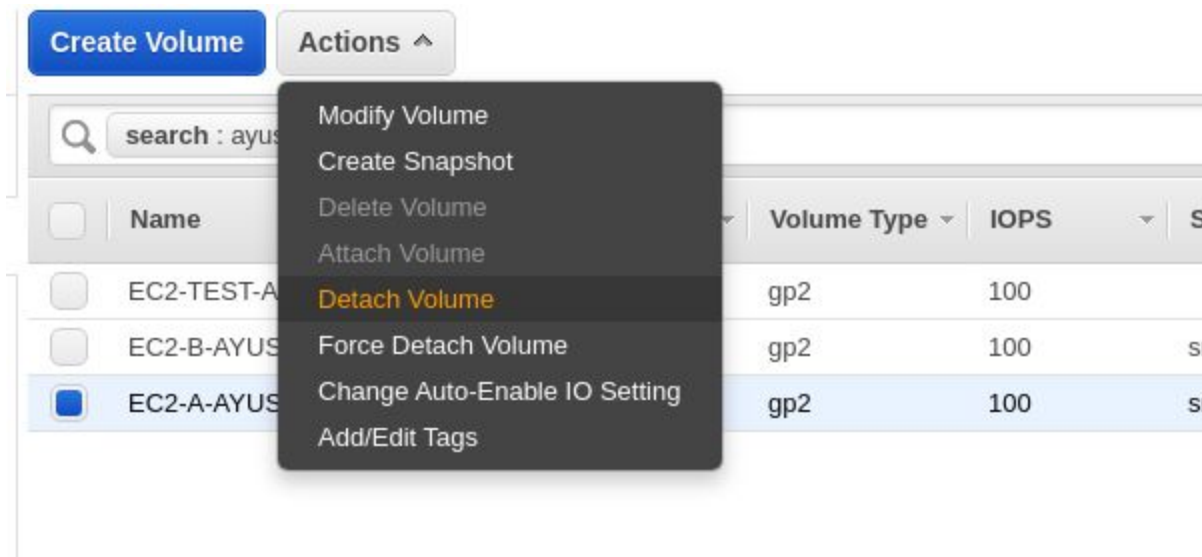 Create Volume Actions
search : ayus
Modify Volume
Create Snapshot
Delete Volume
Attach Volume
Detach Volume
Force Detach Volume
Change Auto-Enable IO Setting
Add/Edit Tags
Name Volume Type IOPS S
EC2-TEST-A gp2 100
EC2-B-AYUS gp2 100 s
EC2-A-AYUS gp2 100 s